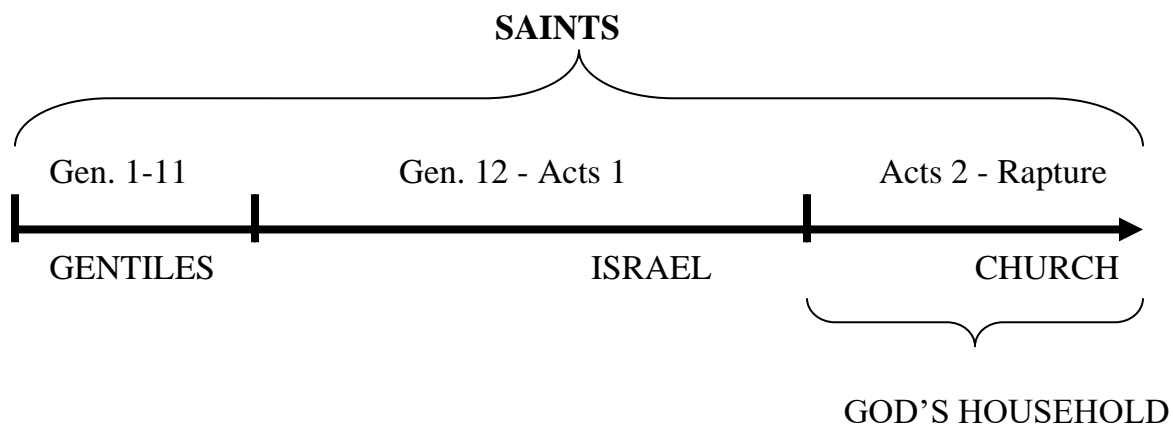 SAINTS
Gen. 1-11 Gen. 12 - Acts 1 Acts 2 - Rapture
GENTILES ISRAEL CHURCH
GOD’S HOUSEHOLD